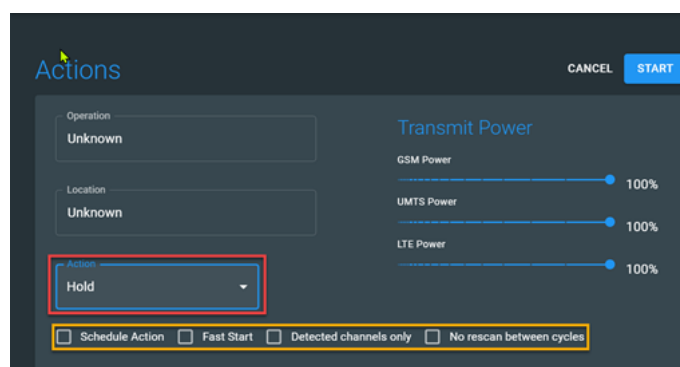 Actions
CANCEL START
Operation
Unknown
Transmit Power
GSM Power
100%
Location
Unknown
UMTS Power
100%
LTE Power
100%
Action
Hold
Schedule Action Fast Start Detected channels only No rescan between cycles